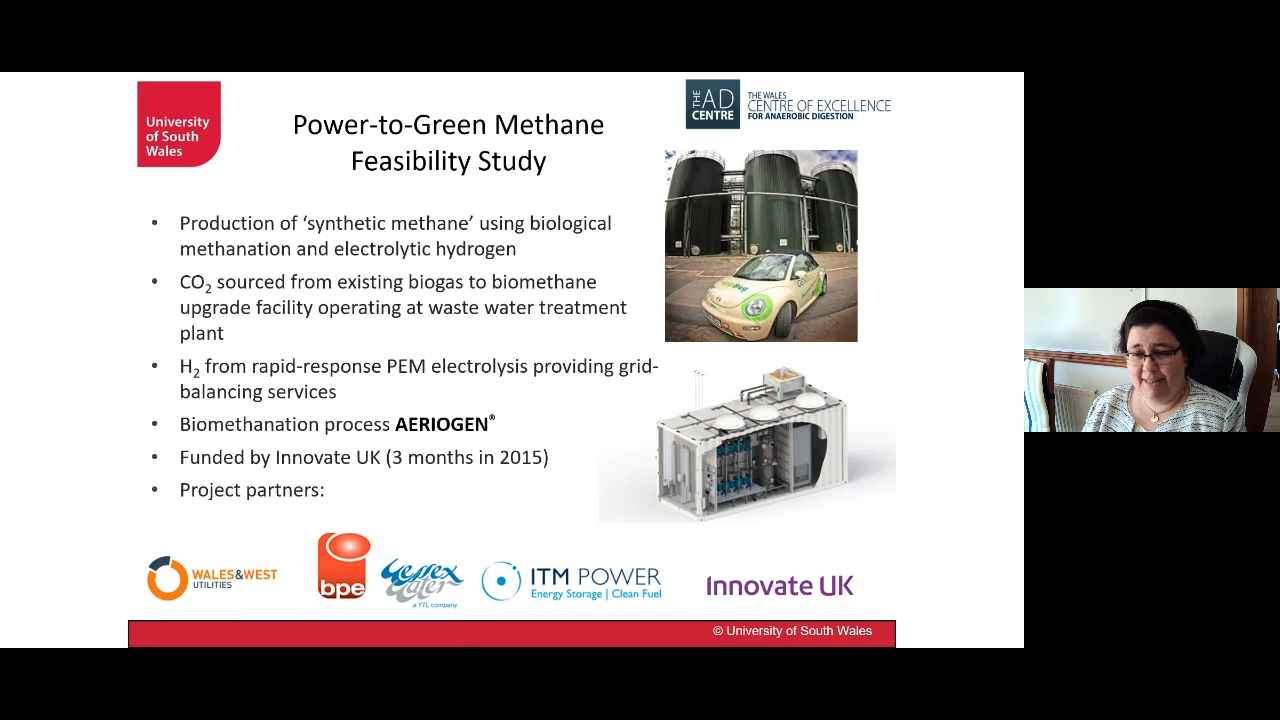 University
of South
Wales
Power-to-Green Methane
Feasibility Study
THE AD
CENTRE
THE WALES
CENTRE OF EXCELLENCE
FOR ANAEROBIC DIGESTION
• Production of ‘synthetic methane’ using biological
methanation and electrolytic hydrogen
• CO₂ sourced from existing biogas to biomethane
upgrade facility operating at waste water treatment
plant
• H₂ from rapid-response PEM electrolysis providing grid-
balancing services
• Biomethanation process AERIOGEN®
• Funded by Innovate UK (3 months in 2015)
• Project partners:
WALES&WEST
UTILITIES
bpe
Wessex
Water
a YTL company
ITM POWER
Energy Storage | Clean Fuel
Innovate UK
© University of South Wales